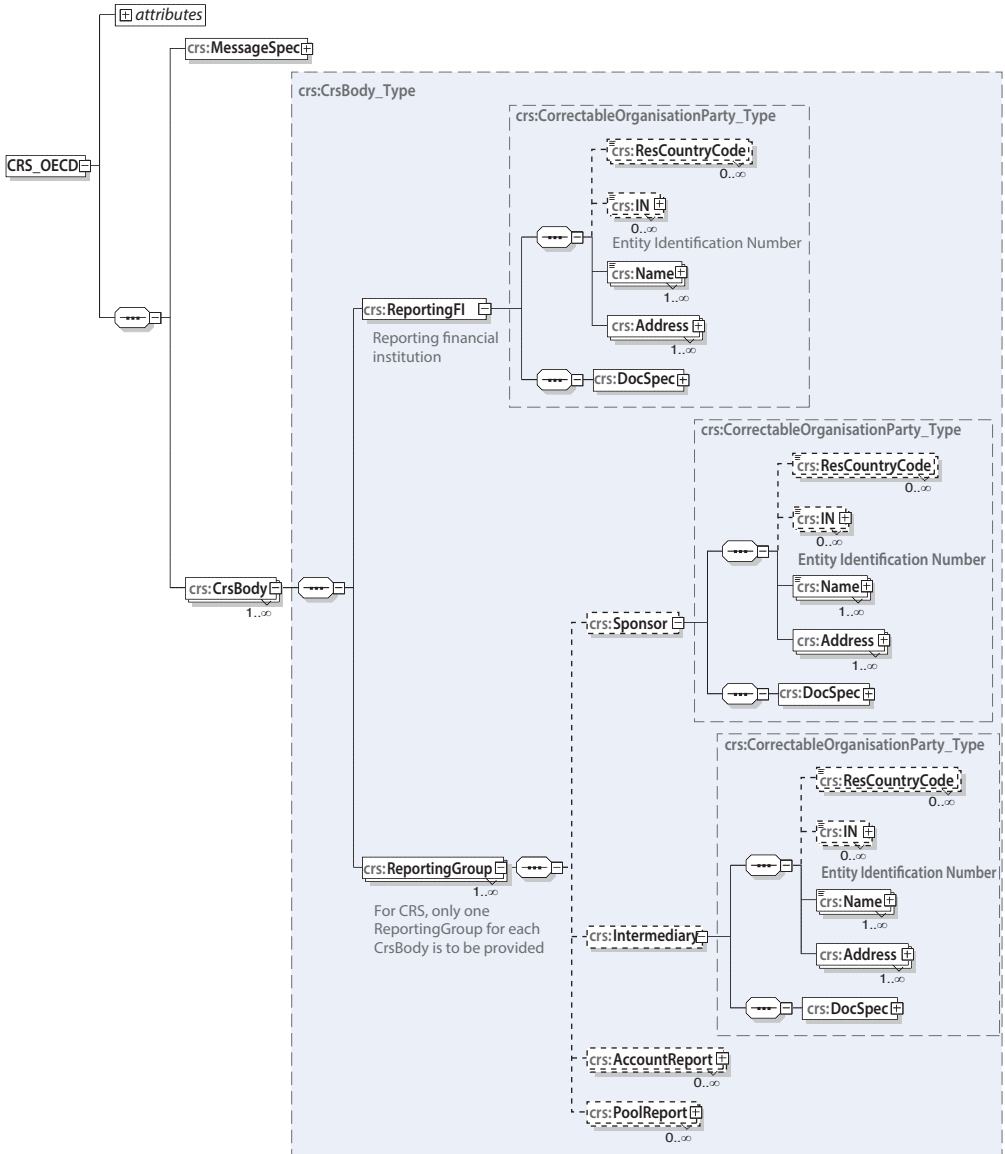 attributes
crs:MessageSpec
crs:CrsBody_Type
crs:CorrectableOrganisationParty_Type
crs:ResCountryCode
0..∞
CRS_OECD
crs:IN
0..∞
Entity Identification Number
crs:Name
1..∞
crs:ReportingFI
Reporting financial
institution
crs:Address
1..∞
crs:DocSpec
crs:CorrectableOrganisationParty_Type
crs:ResCountryCode
0..∞
crs:IN
0..∞
Entity Identification Number
crs:CrsBody
1..∞
crs:Name
1..∞
crs:Sponsor
crs:Address
1..∞
crs:DocSpec
crs:CorrectableOrganisationParty_Type
crs:ResCountryCode
0..∞
crs:IN
0..∞
Entity Identification Number
crs:ReportingGroup
1..∞
For CRS, only one
ReportingGroup for each
CrsBody is to be provided
crs:Name
1..∞
crs:Intermediary
crs:Address
1..∞
crs:DocSpec
crs:AccountReport
0..∞
crs:PoolReport
0..∞